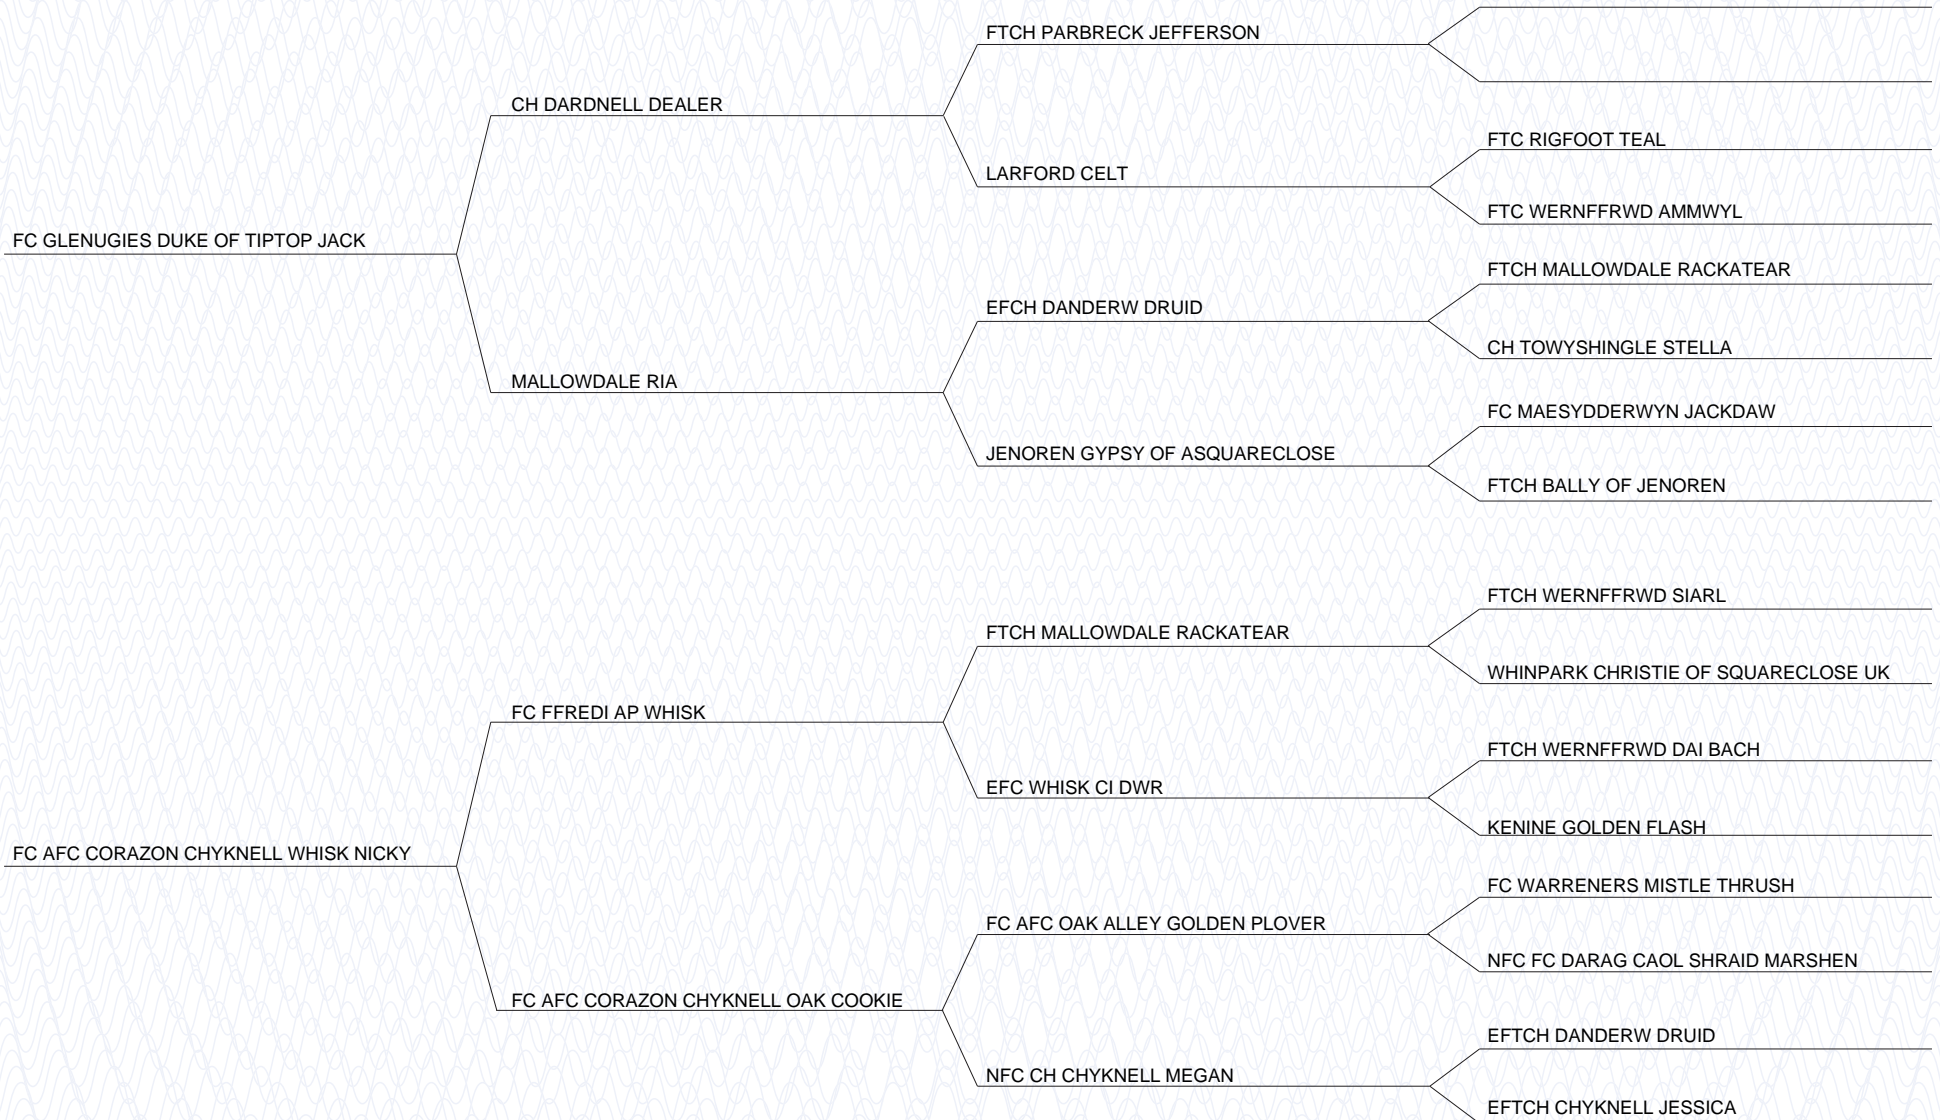 FTCH PARBRECK JEFFERSON
CH DARDNELL DEALER
FTC RIGFOOT TEAL
LARFORD CELT
FTC WERNFFRWD AMMWYL
FC GLENUGIES DUKE OF TIPTOP JACK
FTCH MALLOWDALE RACKATEAR
EFCH DANDERW DRUID
CH TOWYSHINGLE STELLA
MALLOWDALE RIA
FC MAESYDDERWYN JACKDAW
JENOREN GYPSY OF ASQUARECLOSE
FTCH BALLY OF JENOREN
FTCH WERNFFRWD SIARL
FTCH MALLOWDALE RACKATEAR
WHINPARK CHRISTIE OF SQUARECLOSE UK
FC FFREDI AP WHISK
FTCH WERNFFRWD DAI BACH
EFC WHISK CI DWR
KENINE GOLDEN FLASH
FC AFC CORAZON CHYKNELL WHISK NICKY
FC WARRENERS MISTLE THRUSH
FC AFC OAK ALLEY GOLDEN PLOVER
NFC FC DARAG CAOL SHRAID MARSHEN
FC AFC CORAZON CHYKNELL OAK COOKIE
EFTCH DANDERW DRUID
NFC CH CHYKNELL MEGAN
EFTCH CHYKNELL JESSICA